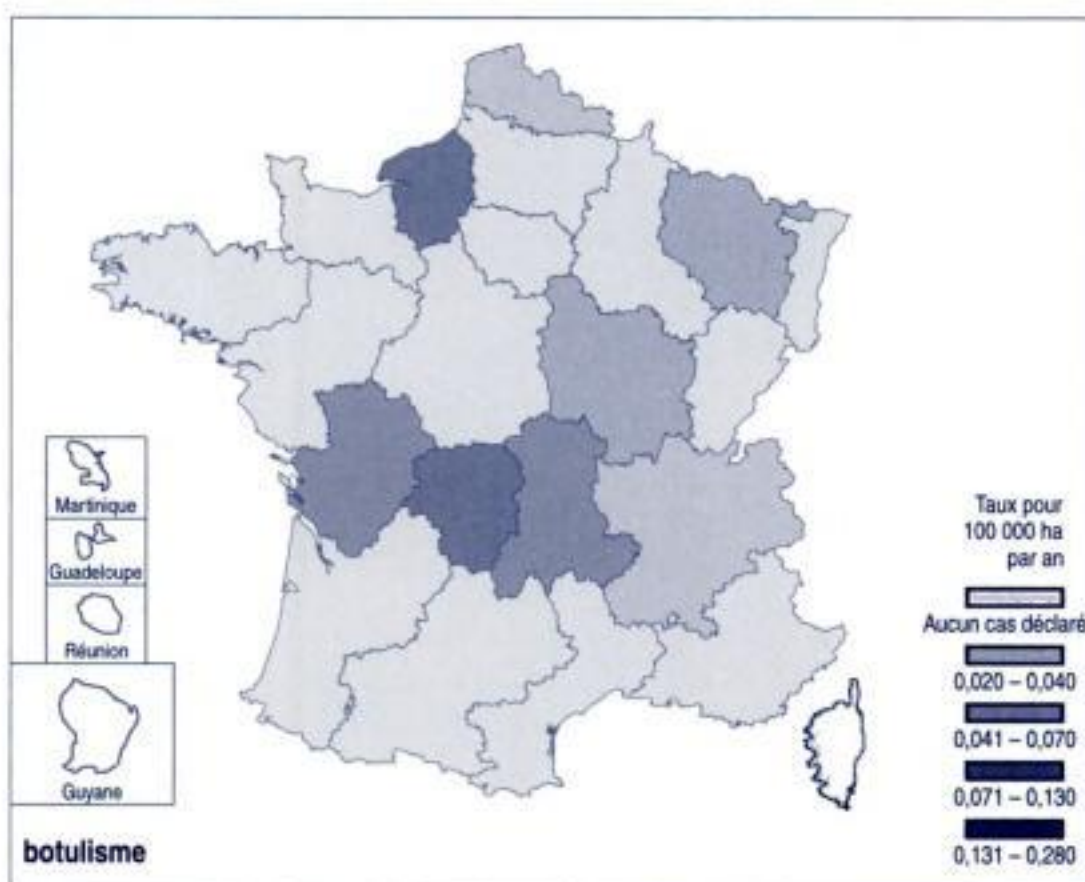 Martinique
Guadeloupe
Réunion
Guyane
botulisme
Taux pour
100 000 ha
par an
Aucun cas déclaré
0,020 – 0,040
0,041 – 0,070
0,071 – 0,130
0,131 – 0,280